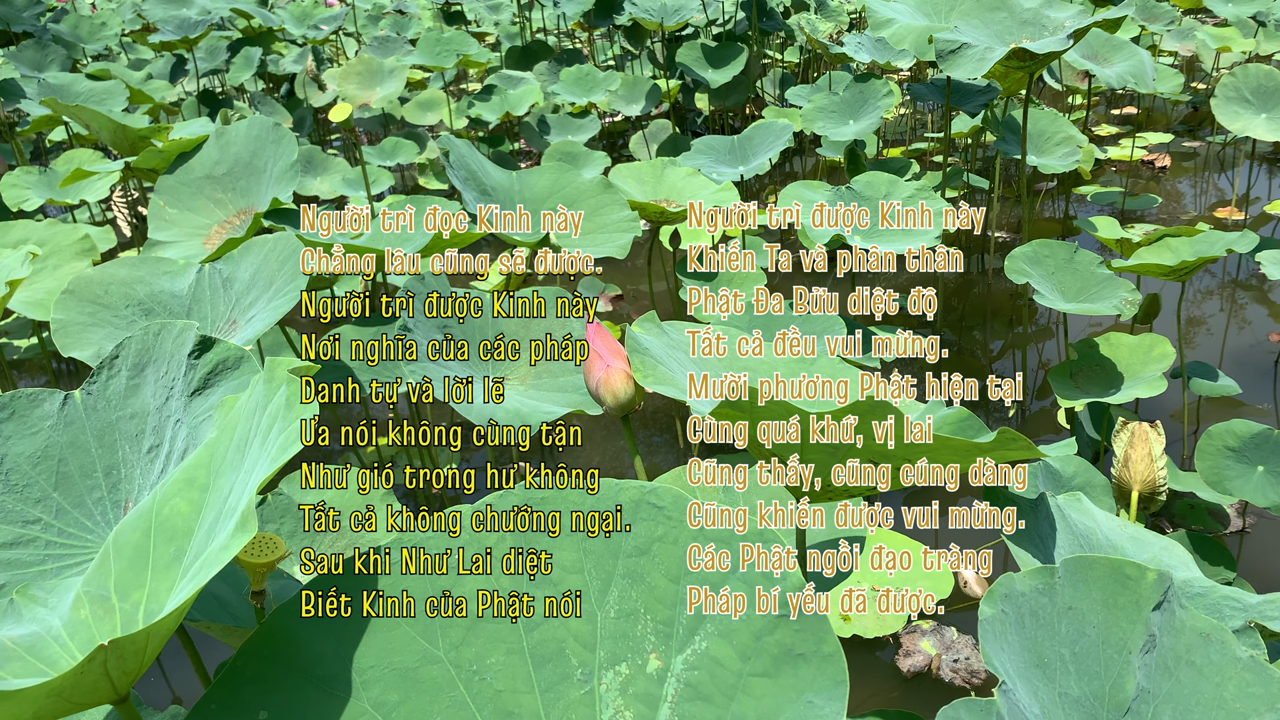 Người trì đọc Kinh này
Chẳng lâu cũng sẽ được.
Người trì được Kinh này
Nơi nghĩa của các pháp
Danh tự và lời lẽ
Ưa nói không cùng tận
Như gió trong hư không
Tất cả không chướng ngại.
Sau khi Như Lai diệt
Biết Kinh của Phật nói
Người trì được Kinh này
Khiến Ta và phân thân
Phật Đa Bửu diệt độ
Tất cả đều vui mừng.
Mười phương Phật hiện tại
Cùng quá khứ, vị lai
Cũng thấy, cũng cúng dàng
Cũng khiến được vui mừng.
Các Phật ngồi đạo tràng
Pháp bí yếu đã được.